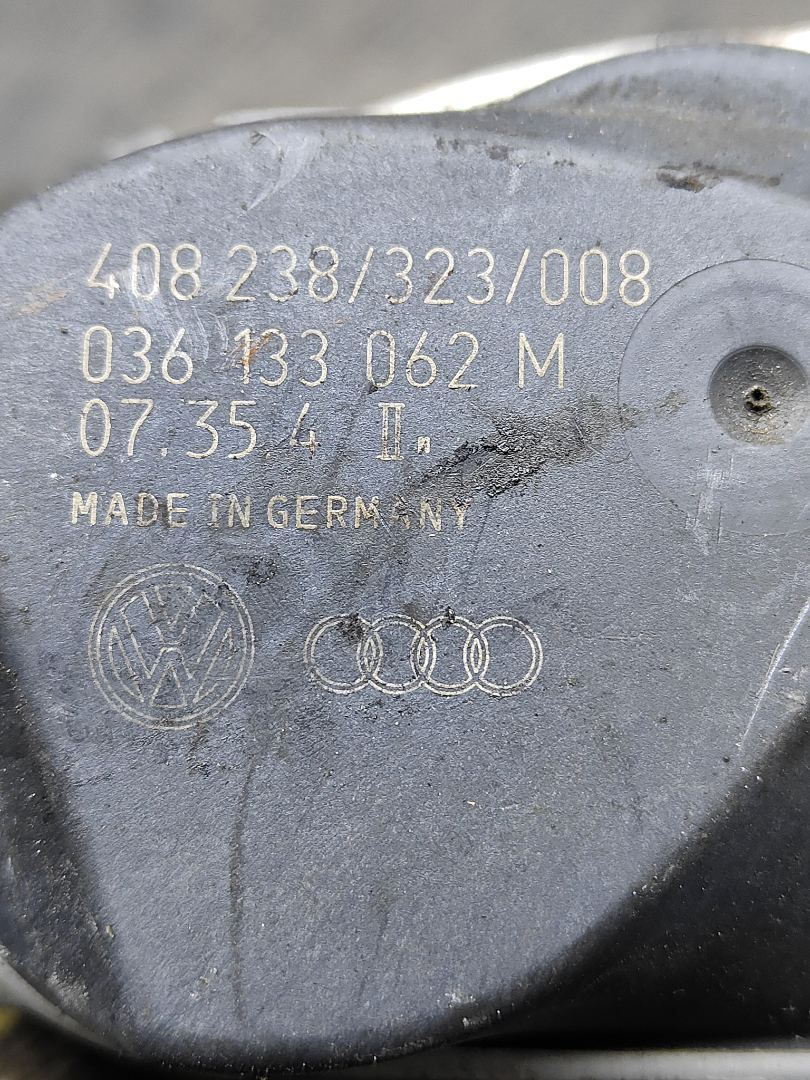 408 238/323/008
036 133 062 M
07.35.4 II
MADE IN GERMANY